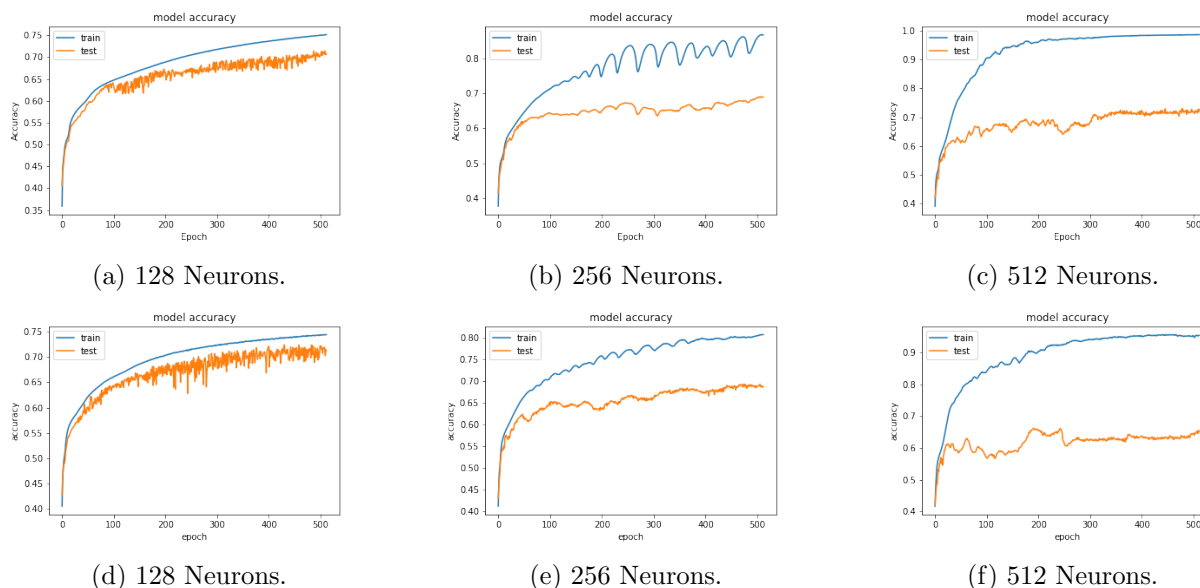 model accuracy
train
test
Accuracy
0.75
0.70
0.65
0.60
0.55
0.50
0.45
0.40
0.35
0
100
200
300
400
500
Epoch
(a) 128 Neurons.
model accuracy
train
test
Accuracy
0.8
0.7
0.6
0.5
0.4
0
100
200
300
400
500
Epoch
(b) 256 Neurons.
model accuracy
train
test
Accuracy
1.0
0.9
0.8
0.7
0.6
0.5
0.4
0
100
200
300
400
500
Epoch
(c) 512 Neurons.
model accuracy
train
test
accuracy
0.75
0.70
0.65
0.60
0.55
0.50
0.45
0.40
0
100
200
300
400
500
epoch
(d) 128 Neurons.
model accuracy
train
test
accuracy
0.80
0.75
0.70
0.65
0.60
0.55
0.50
0.45
0.40
0
100
200
300
400
500
epoch
(e) 256 Neurons.
model accuracy
train
test
accuracy
0.9
0.8
0.7
0.6
0.5
0.4
0
100
200
300
400
500
epoch
(f) 512 Neurons.